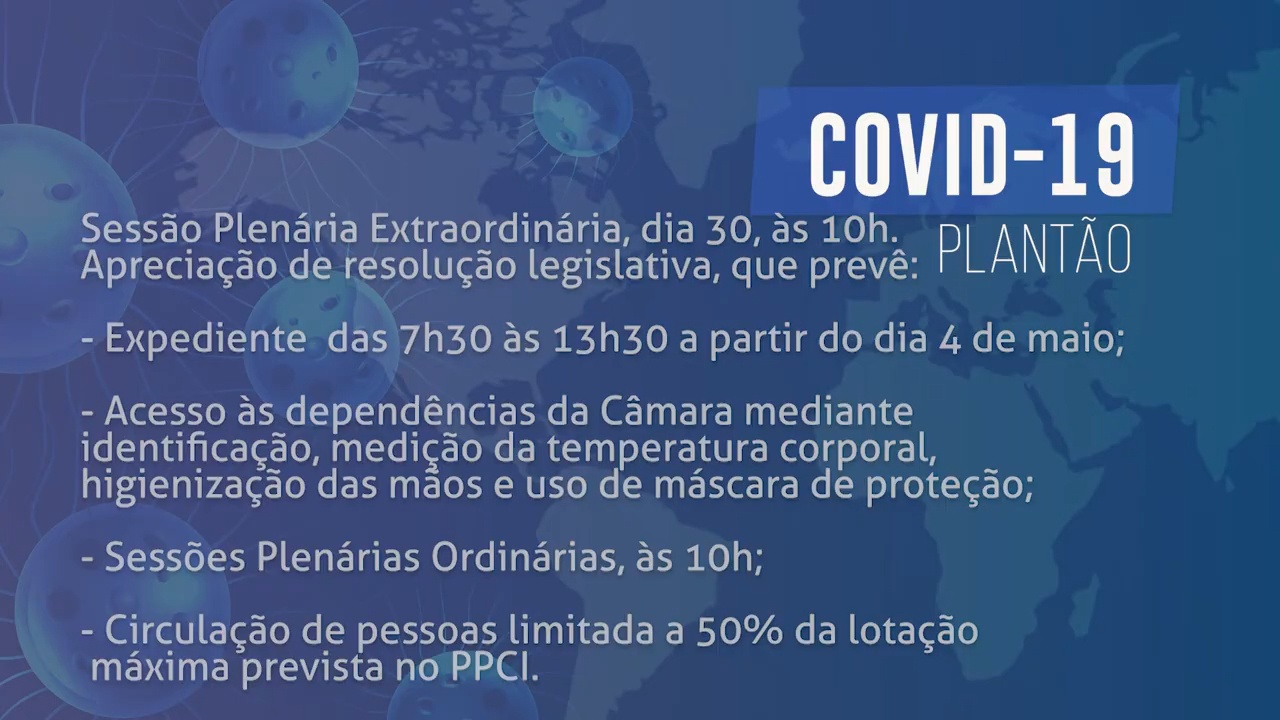 COVID-19
PLANTÃO
Sessão Plenária Extraordinária, dia 30, às 10h.
Apreciação de resolução legislativa, que prevê:
- Expediente  das 7h30 às 13h30 a partir do dia 4 de maio;
- Acesso às dependências da Câmara mediante
identificação, medição da temperatura corporal,
higienização das mãos e uso de máscara de proteção;
- Sessões Plenárias Ordinárias, às 10h;
- Circulação de pessoas limitada a 50% da lotação
máxima prevista no PPCI.